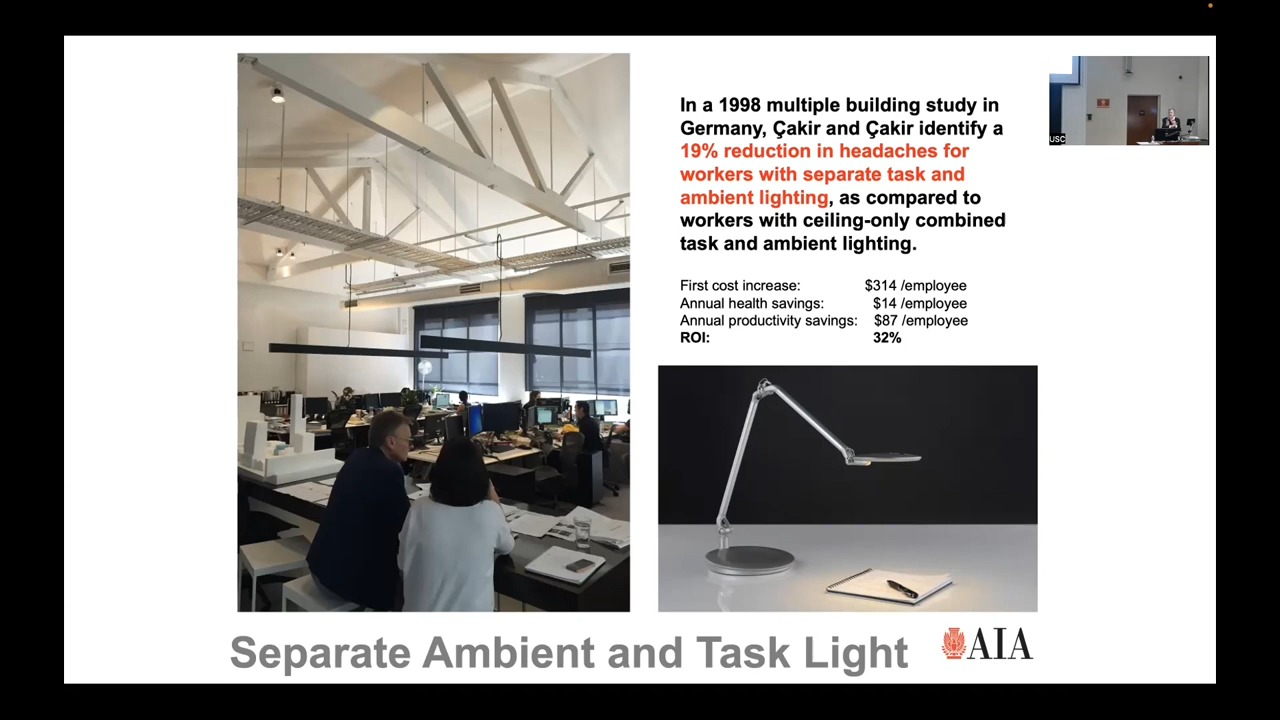 In a 1998 multiple building study in
Germany, Çakir and Çakir identify a
19% reduction in headaches for
workers with separate task and
ambient lighting, as compared to
workers with ceiling-only combined
task and ambient lighting.
First cost increase: $314 /employee
Annual health savings: $14 /employee
Annual productivity savings: $87 /employee
ROI: 32%
Separate Ambient and Task Light
AIA
USC